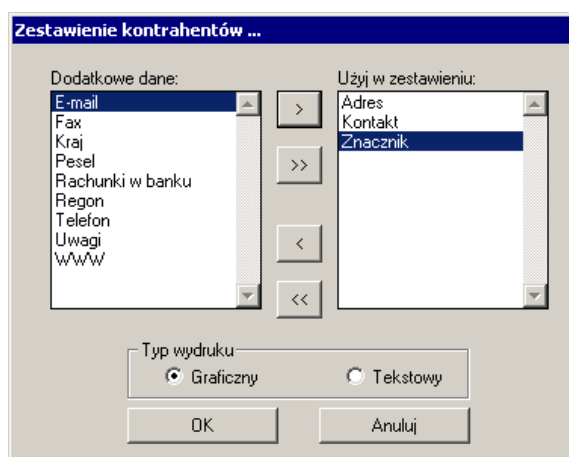 Zestawienie kontrahentów ...
Dodatkowe dane:
E-mail
Fax
Kraj
Pesel
Rachunki w banku
Regon
Telefon
Uwagi
WWW
>
>>
<
<<
Użyj w zestawieniu:
Adres
Kontakt
Znacznik
Typ wydruku
Graficzny
Tekstowy
OK
Anuluj